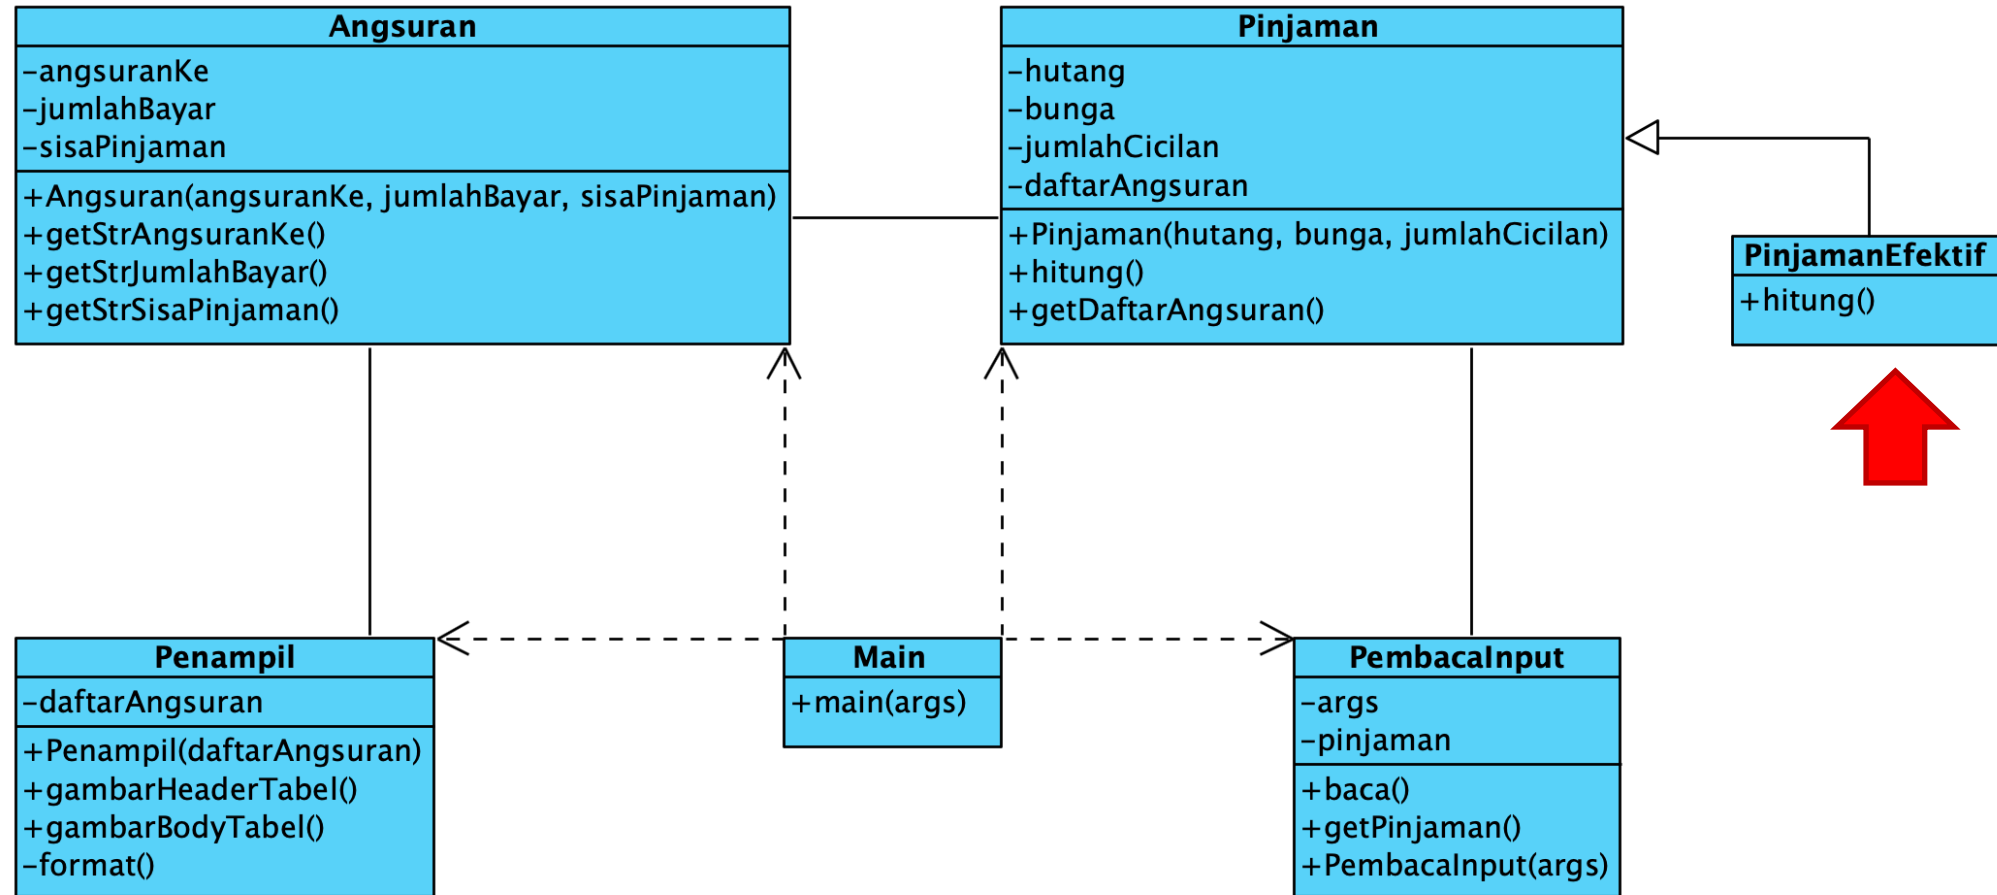 Angsuran
-angsuranKe
-jumlahBayar
-sisaPinjaman
+Angsuran(angsuranKe, jumlahBayar, sisaPinjaman)
+getStrAngsuranKe()
+getStrJumlahBayar()
+getStrSisaPinjaman()
Pinjaman
-hutang
-bunga
-jumlahCicilan
-daftarAngsuran
+Pinjaman(hutang, bunga, jumlahCicilan)
+hitung()
+getDaftarAngsuran()
PinjamanEfektif
+hitung()
Penampil
-daftarAngsuran
+Penampil(daftarAngsuran)
+gambarHeaderTabel()
+gambarBodyTabel()
-format()
Main
+main(args)
PembacaInput
-args
-pinjaman
+baca()
+getPinjaman()
+PembacaInput(args)